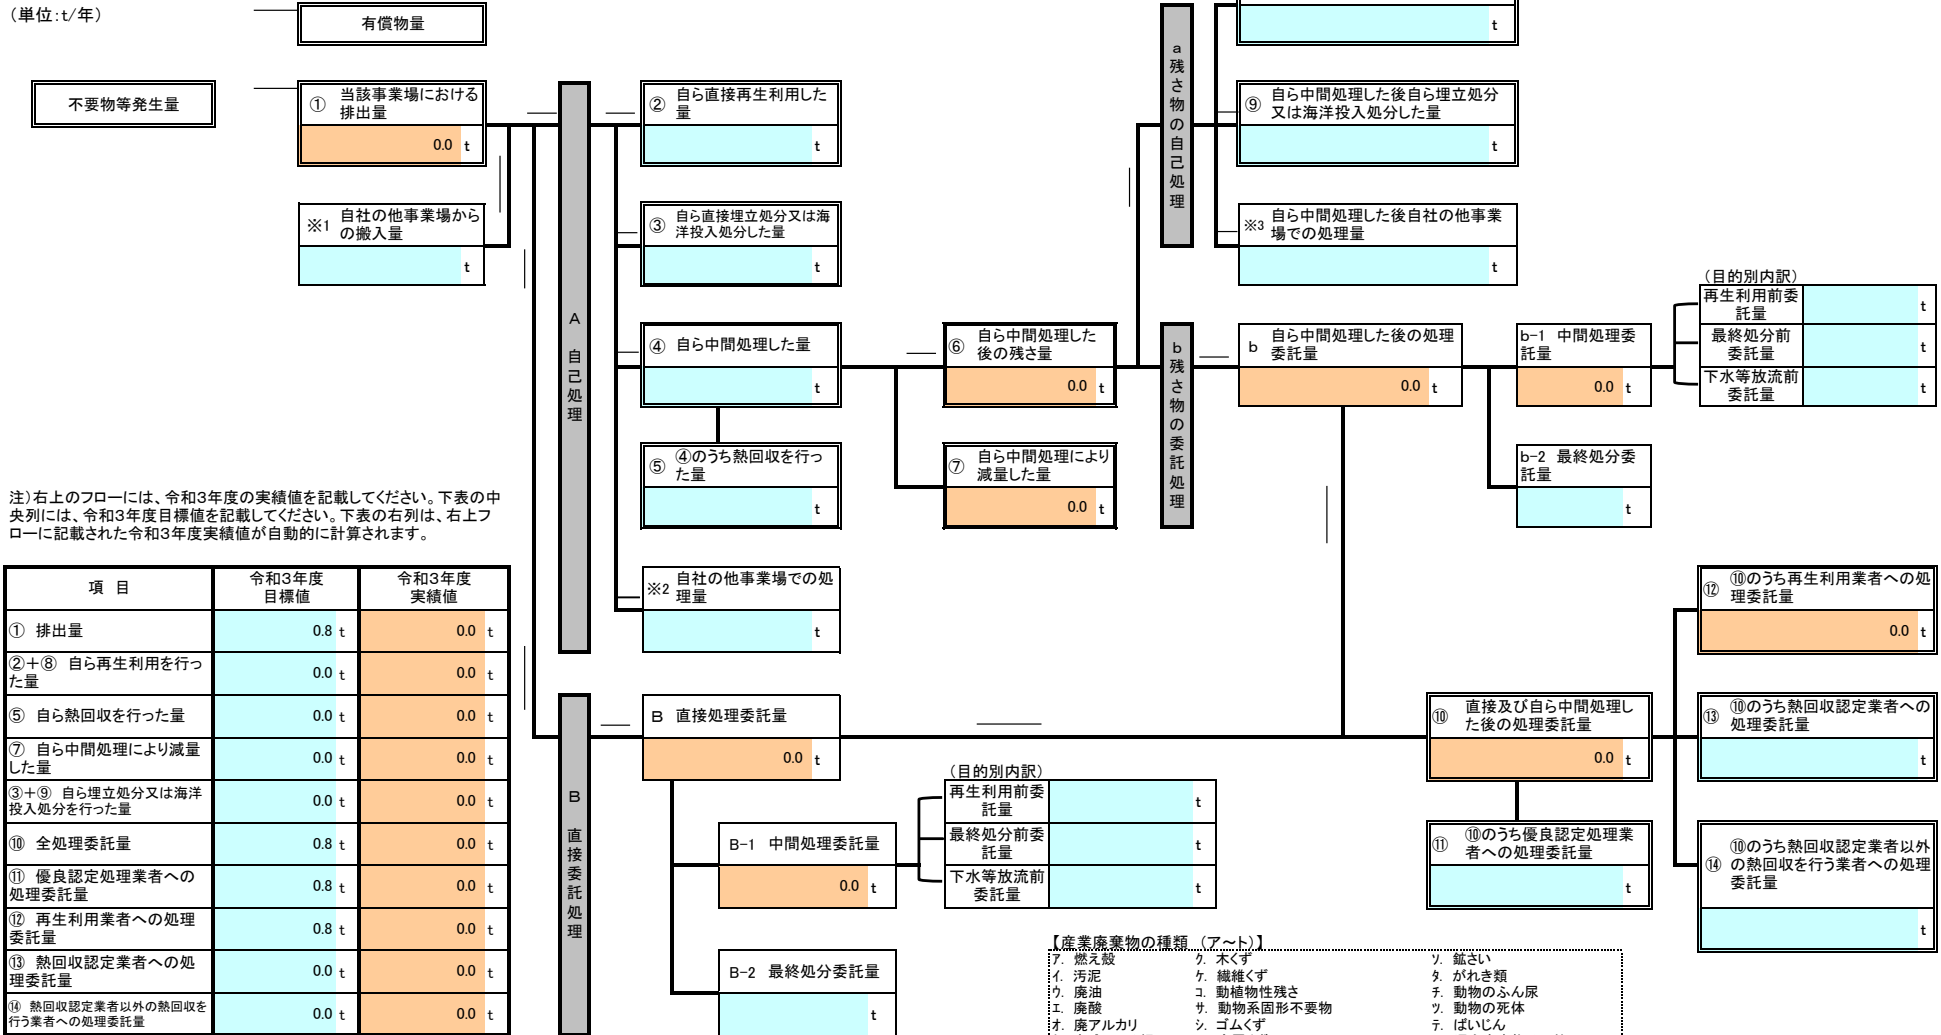 (単位:t/年)
有償物量
不要物等発生量
① 当該事業場における
排出量
0.0 t
※1 自社の他事業場から
の搬入量
t
A 自己処理
② 自ら直接再生利用した
量
t
③ 自ら直接埋立処分又は海
洋投入処分した量
t
④ 自ら中間処理した量
t
⑤ ④のうち熱回収を行っ
た量
t
※2 自社の他事業場での処
理量
t
⑥ 自ら中間処理した
後の残さ量
0.0 t
⑦ 自ら中間処理により
減量した量
0.0 t
a 残さ物の自己処理
t
⑨ 自ら中間処理した後自ら埋立処分
又は海洋投入処分した量
t
※3 自ら中間処理した後自社の他事業
場での処理量
t
b 残さ物の委託処理
b 自ら中間処理した後の処理
委託量
0.0 t
b-1 中間処理委
託量
0.0 t
b-2 最終処分委
託量
t
(目的別内訳)
再生利用前委
託量
t
最終処分前
委託量
t
下水等放流前
委託量
t
注)右上のフローには、令和3年度の実績値を記載してください。下表の中
央列には、令和3年度目標値を記載してください。下表の右列は、右上フ
ローに記載された令和3年度実績値が自動的に計算されます。
項 目 令和3年度
目標値 令和3年度
実績値
① 排出量 0.8 t 0.0 t
②+⑧ 自ら再生利用を行っ
た量 0.0 t 0.0 t
⑤ 自ら熱回収を行った量 0.0 t 0.0 t
⑦ 自ら中間処理により減量
した量 0.0 t 0.0 t
③+⑨ 自ら埋立処分又は海洋
投入処分を行った量 0.0 t 0.0 t
⑩ 全処理委託量 0.8 t 0.0 t
⑪ 優良認定処理業者への
処理委託量 0.8 t 0.0 t
⑫ 再生利用業者への処理
委託量 0.8 t 0.0 t
⑬ 熱回収認定業者への処
理委託量 0.0 t 0.0 t
⑭ 熱回収認定業者以外の熱回収を
行う業者への処理委託量 0.0 t 0.0 t
B 直接委託処理
B 直接処理委託量
0.0 t
B-1 中間処理委託量
0.0 t
B-2 最終処分委託量
t
(目的別内訳)
再生利用前委
託量
t
最終処分前委
託量
t
下水等放流前
委託量
t
⑩ 直接及び自ら中間処理し
た後の処理委託量
0.0 t
⑪ ⑩のうち優良認定処理業
者への処理委託量
t
⑫ ⑩のうち再生利用業者への処
理委託量
0.0 t
⑬ ⑩のうち熱回収認定業者への
処理委託量
t
⑭ ⑩のうち熱回収認定業者以外
の熱回収を行う業者への処理
委託量
t
【産業廃棄物の種類 (ア~ト)】
ア. 燃え殻 ク. 木くず ソ. 鉱さい
イ. 汚泥 ケ. 繊維くず タ. がれき類
ウ. 廃油 コ. 動植物性残さ チ. 動物のふん尿
エ. 廃酸 サ. 動物系固形不要物 ツ. 動物の死体
オ. 廃アルカリ シ. ゴムくず テ. ばいじん